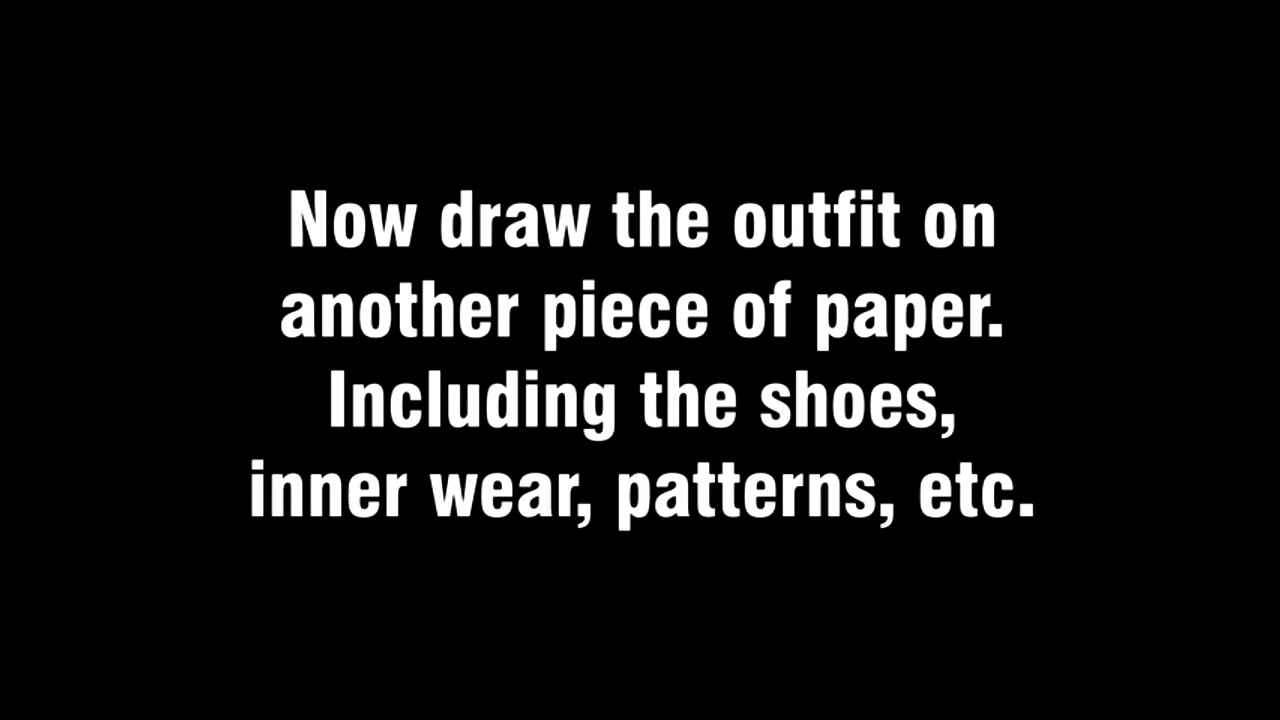 Now draw the outfit on
another piece of paper.
Including the shoes,
inner wear, patterns, etc.